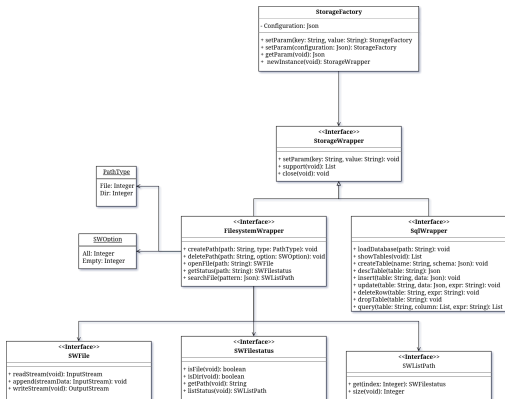 StorageFactory
- Configuration: Json
+ setParam(key: String, value: String): StorageFactory
+ setParam(configuration: Json): StorageFactory
+ getParam(void): Json
+ newInstance(void): StorageWrapper
<<Interface>>
StorageWrapper
+ setParam(key: String, value: String): void
+ support(void): List
+ close(void): void
PathType
File: Integer
Dir: Integer
SWOption
All: Integer
Empty: Integer
<<Interface>>
FilesystemWrapper
+ createPath(path: String, type: PathType): void
+ deletePath(path: String, option: SWOption): void
+ openFile(path: String): SWFile
+ getStatus(path: String): SWFilestatus
+ searchFile(pattern: Json): SWListPath
<<Interface>>
SqlWrapper
+ loadDatabase(path: String): void
+ showTables(void): List
+ createTable(name: String, schema: Json): void
+ descTable(table: String): Json
+ insert(table: String, data: Json): void
+ update(table: String, data: Json, expr: String): void
+ deleteRow(table: String, expr: String): void
+ dropTable(table: String): void
+ query(table: String, column: List, expr: String): List
<<Interface>>
SWFile
+ readStream(void): InputStream
+ append(streamData: InputStream): void
+ writeStream(void): OutputStream
<<Interface>>
SWFilestatus
+ isFile(void): boolean
+ isDir(void): boolean
+ getPath(void): String
+ listStatus(void): SWListPath
<<Interface>>
SWListPath
+ get(index: Integer): SWFilestatus
+ size(void): Integer